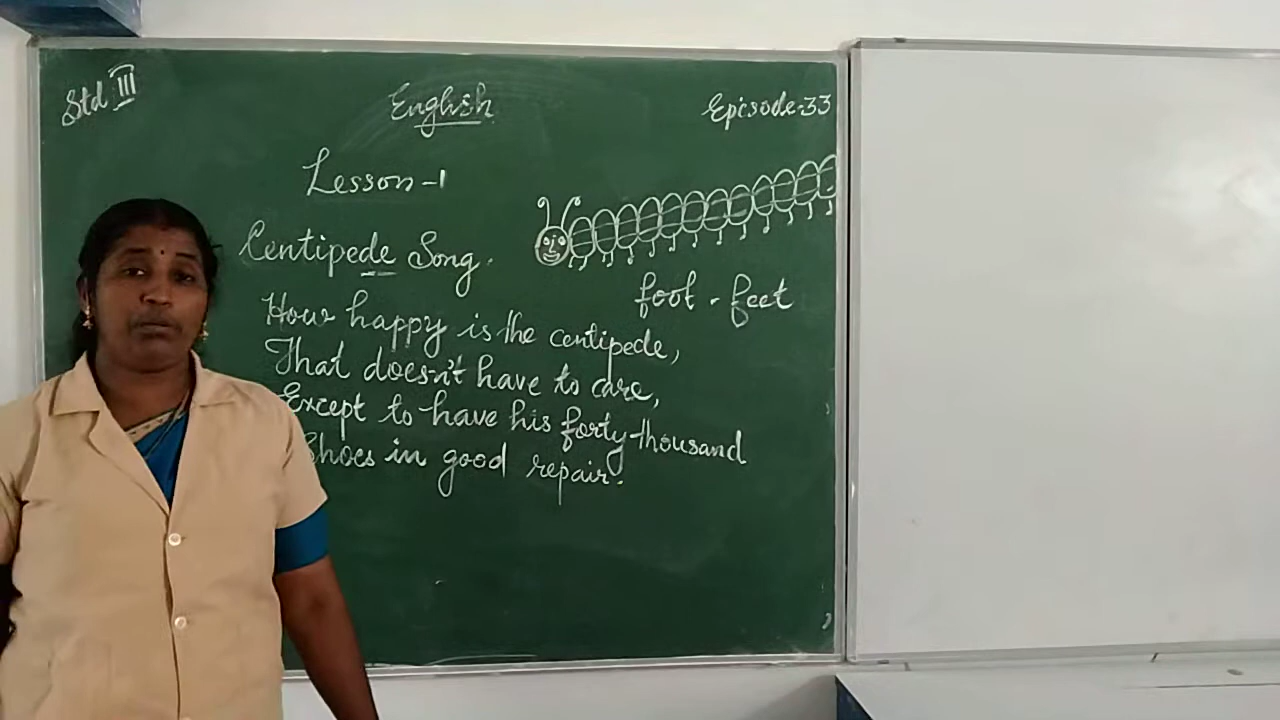 Std III
English
Episode-33
Lesson-1
Centipede Song.
foot - feet
How happy is the centipede,
That doesn't have to care,
Except to have his forty-thousand
Shoes in good repair.